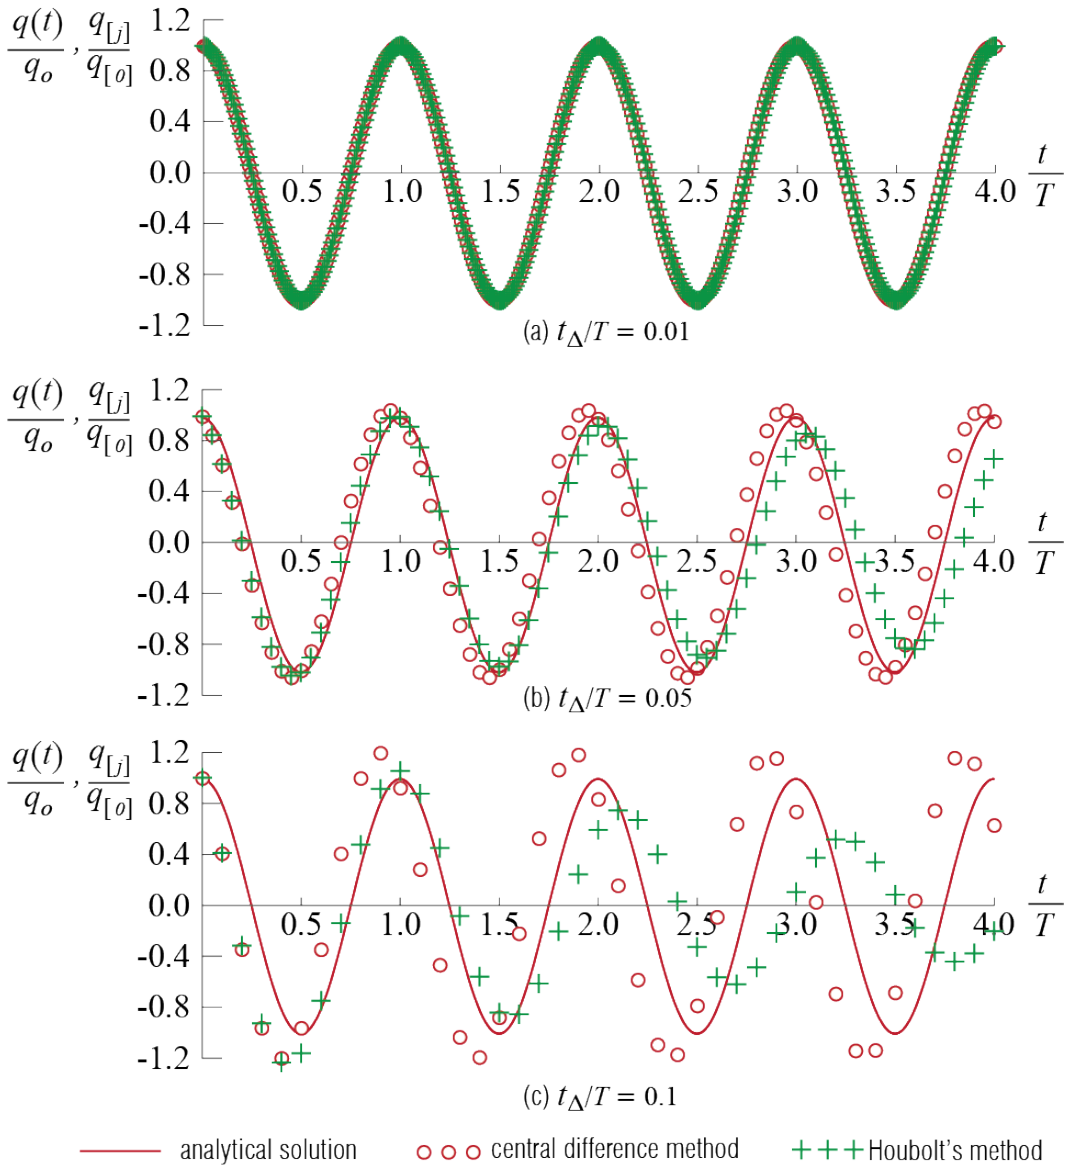 q(t)/q_o , q_[j]/q_[0]
1.2
0.8
0.4
0.0
-0.4
-0.8
-1.2
0.5 1.0 1.5 2.0 2.5 3.0 3.5 4.0
t/T
(a) t_Δ/T = 0.01
q(t)/q_o , q_[j]/q_[0]
1.2
0.8
0.4
0.0
-0.4
-0.8
-1.2
0.5 1.0 1.5 2.0 2.5 3.0 3.5 4.0
t/T
(b) t_Δ/T = 0.05
q(t)/q_o , q_[j]/q_[0]
1.2
0.8
0.4
0.0
-0.4
-0.8
-1.2
0.5 1.0 1.5 2.0 2.5 3.0 3.5 4.0
t/T
(c) t_Δ/T = 0.1
analytical solution central difference method Houbolt's method